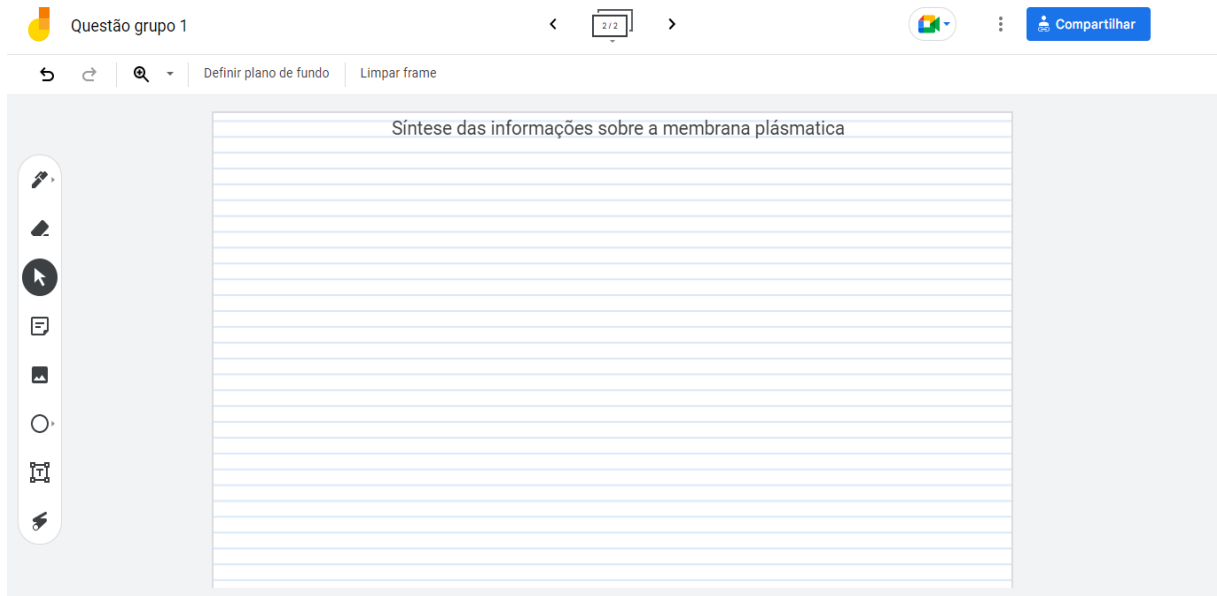 Questão grupo 1
2 / 2
Compartilhar
Definir plano de fundo
Limpar frame
Síntese das informações sobre a membrana plásmatica
T